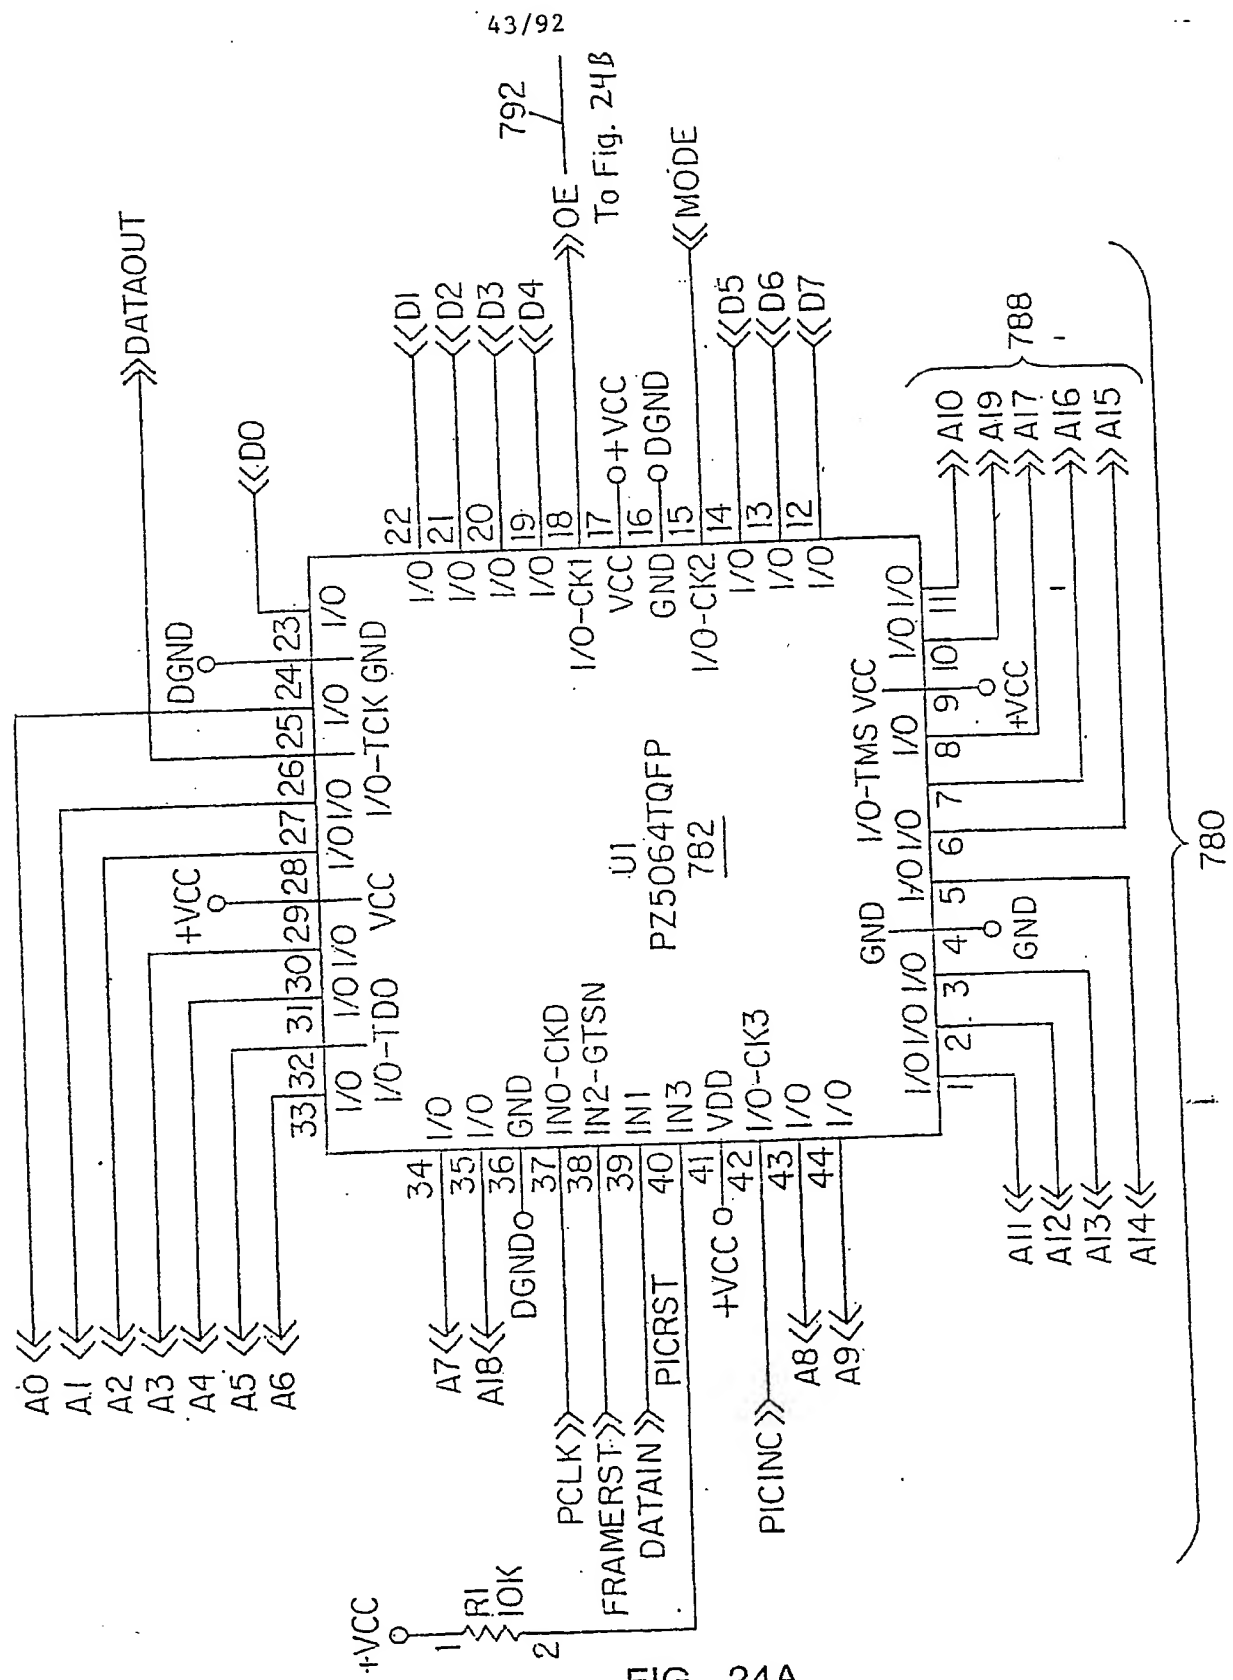 43/92
DATAOUT
792
OE
To Fig. 24B
MODE
D0
D1
D2
D3
D4
+VCC
DGND
D5
D6
D7
22
21
20
19
18
17
16
15
14
13
12
I/O
I/O
I/O
I/O
I/O-CK1
VCC
GND
I/O-CK2
I/O
I/O
I/O
788
A10
A19
A17
A16
A15
DGND
+VCC
23
24
25
26
27
28
29
30
31
32
33
I/O
GND
I/O
I/O-TCK
I/O
I/O
VCC
I/O
I/O
I/O-TDO
I/O
U1
PZ5064TQFP
782
I/O
I/O
VCC
I/O-TMS
I/O
I/O
I/O
GND
I/O
I/O
I/O
11
10
9
8
7
6
5
4
3
2
1
+VCC
GND
780
I/O
I/O
GND
IN0-CKD
IN2-GTSN
IN1
IN3
VDD
I/O-CK3
I/O
I/O
34
35
36
37
38
39
40
41
42
43
44
A0
A1
A2
A3
A4
A5
A6
A7
A18
DGND
PCLK
FRAMERST
DATAIN
PICRST
+VCC
PICINC
A8
A9
A11
A12
A13
A14
+VCC
1
R1
10K
2
FIG. 24A